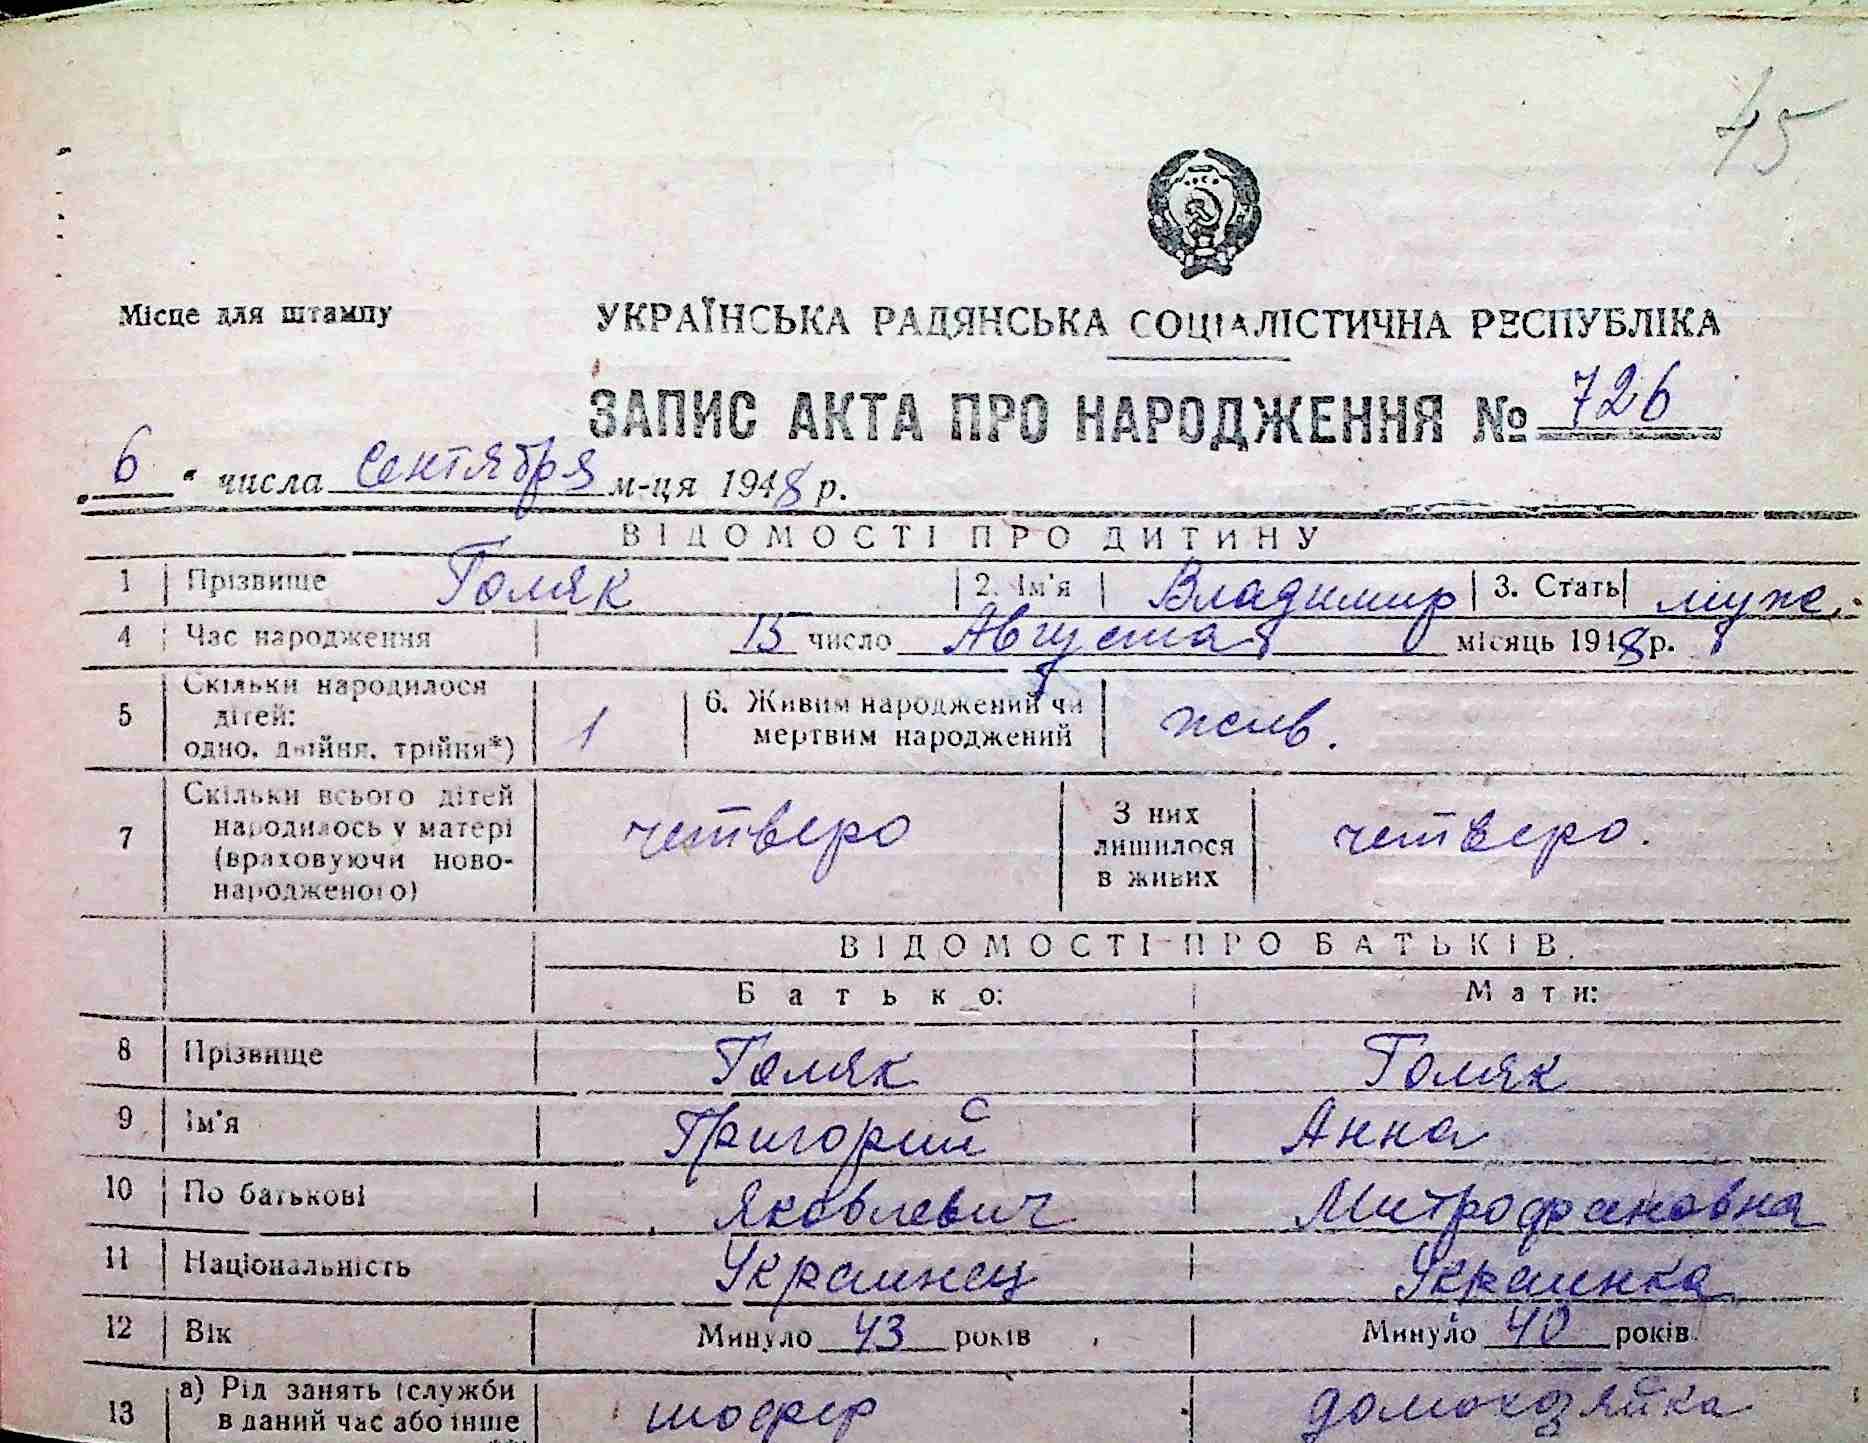 45
Місце для штампу
УКРАЇНСЬКА РАДЯНСЬКА СОЦІАЛІСТИЧНА РЕСПУБЛІКА
ЗАПИС АКТА ПРО НАРОДЖЕННЯ № 726
„6“ числа Сентября м-ця 1948 р.
ВІДОМОСТІ ПРО ДИТИНУ
1 Прізвище Голяк 2. Ім'я Владимир 3. Стать муж.
4 Час народження число Августа місяць 1948 р.
5 Скільки народилося дітей: одно, двійня, трійня*) 1 6. Живим народжений чи мертвим народжений жив.
7 Скільки всього дітей народилось у матері (враховуючи новонародженого) четверо З них лишилося в живих четверо.
ВІДОМОСТІ ПРО БАТЬКІВ.
Батько: Мати:
8 Прізвище Голяк Голяк
9 Ім'я Григорий Анна
10 По батькові Яковлевич Митрофановна
11 Національність Украинец Украинка
12 Вік Минуло 43 років Минуло 40 років
13 а) Рід занять (служби в даний час або інше шофер домохозяйка